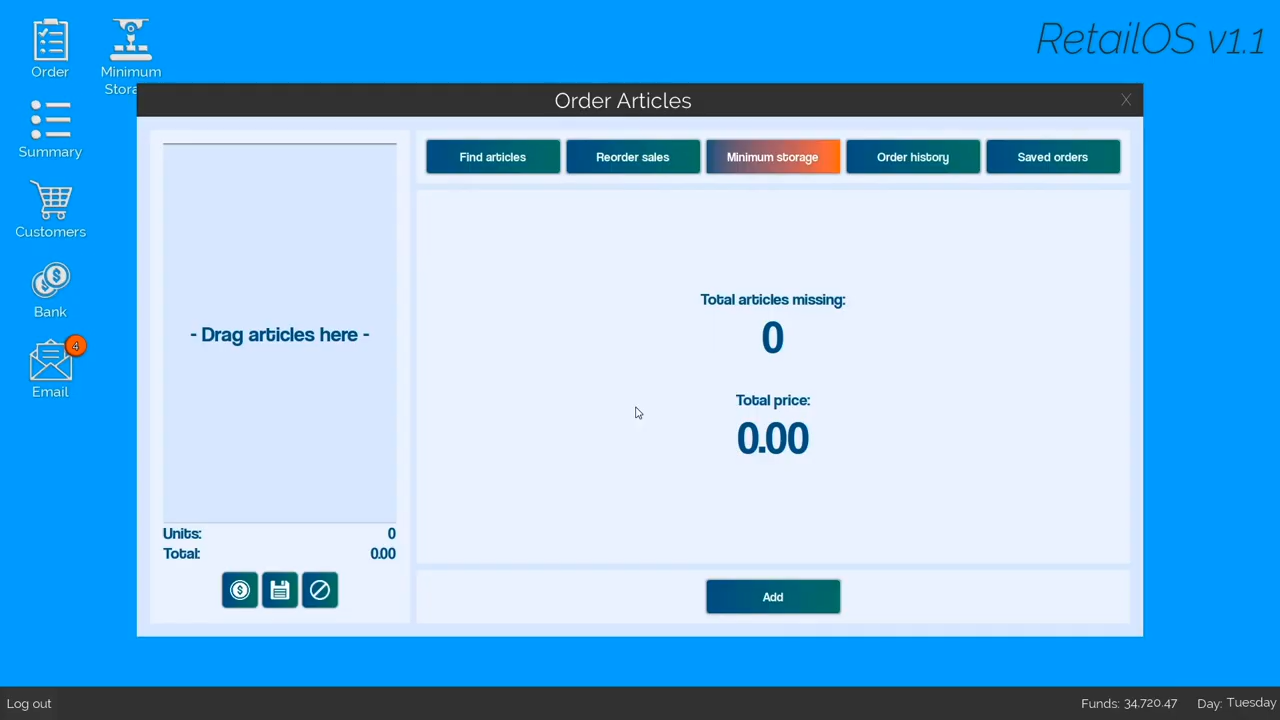 RetailOS v1.1
Order
Minimum
Summary
Customers
Bank
4
Email
Order Articles
X
Find articles
Reorder sales
Minimum storage
Order history
Saved orders
- Drag articles here -
Total articles missing:
0
Total price:
0.00
Units: 0
Total: 0.00
Add
Log out
Funds: 34,720.47
Day: Tuesday